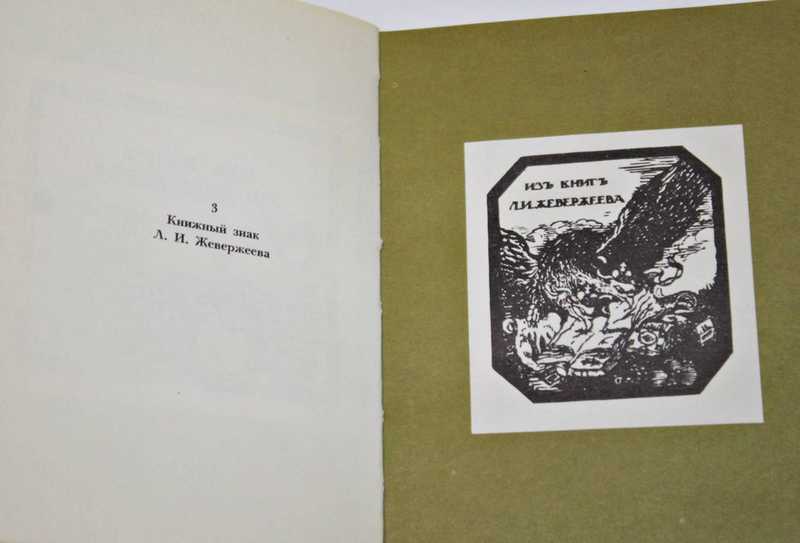 3
Книжный знак
Л. И. Жевержеева
ИЗЪ КНИГЪ
Л.И.ЖЕВЕРЖЕЕВА